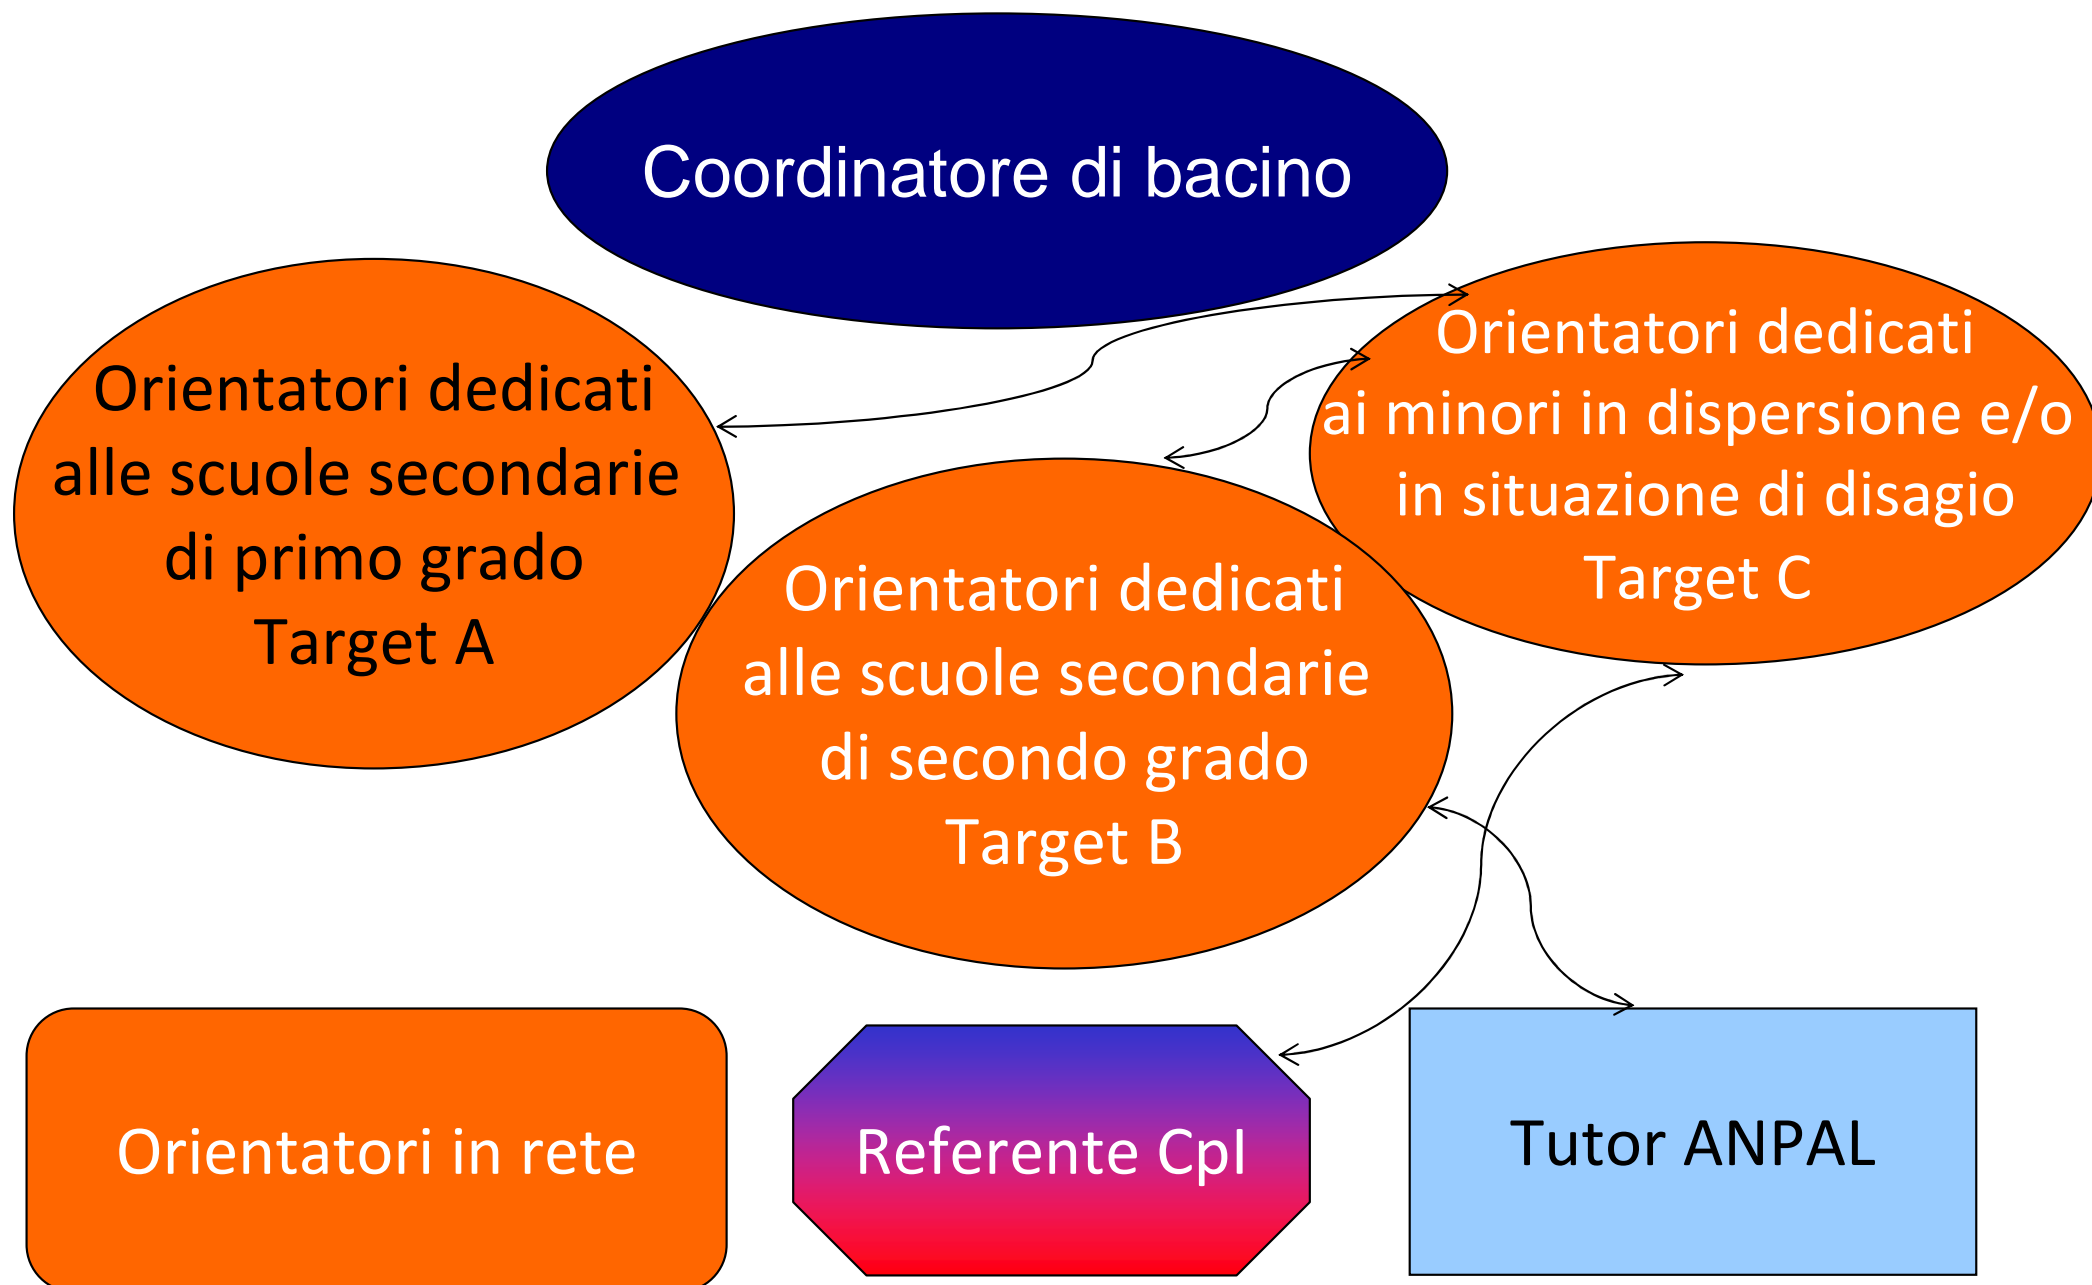 Coordinatore di bacino
Orientatori dedicati
alle scuole secondarie
di primo grado
Target A
Orientatori dedicati
alle scuole secondarie
di secondo grado
Target B
Orientatori dedicati
ai minori in dispersione e/o
in situazione di disagio
Target C
Orientatori in rete
Referente CpI
Tutor ANPAL